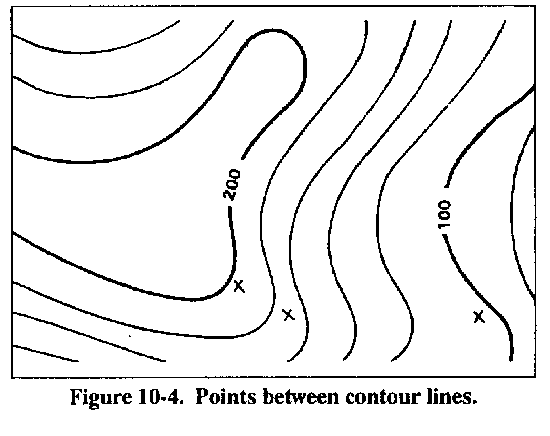 200
100
X
X
X
Figure 10-4. Points between contour lines.